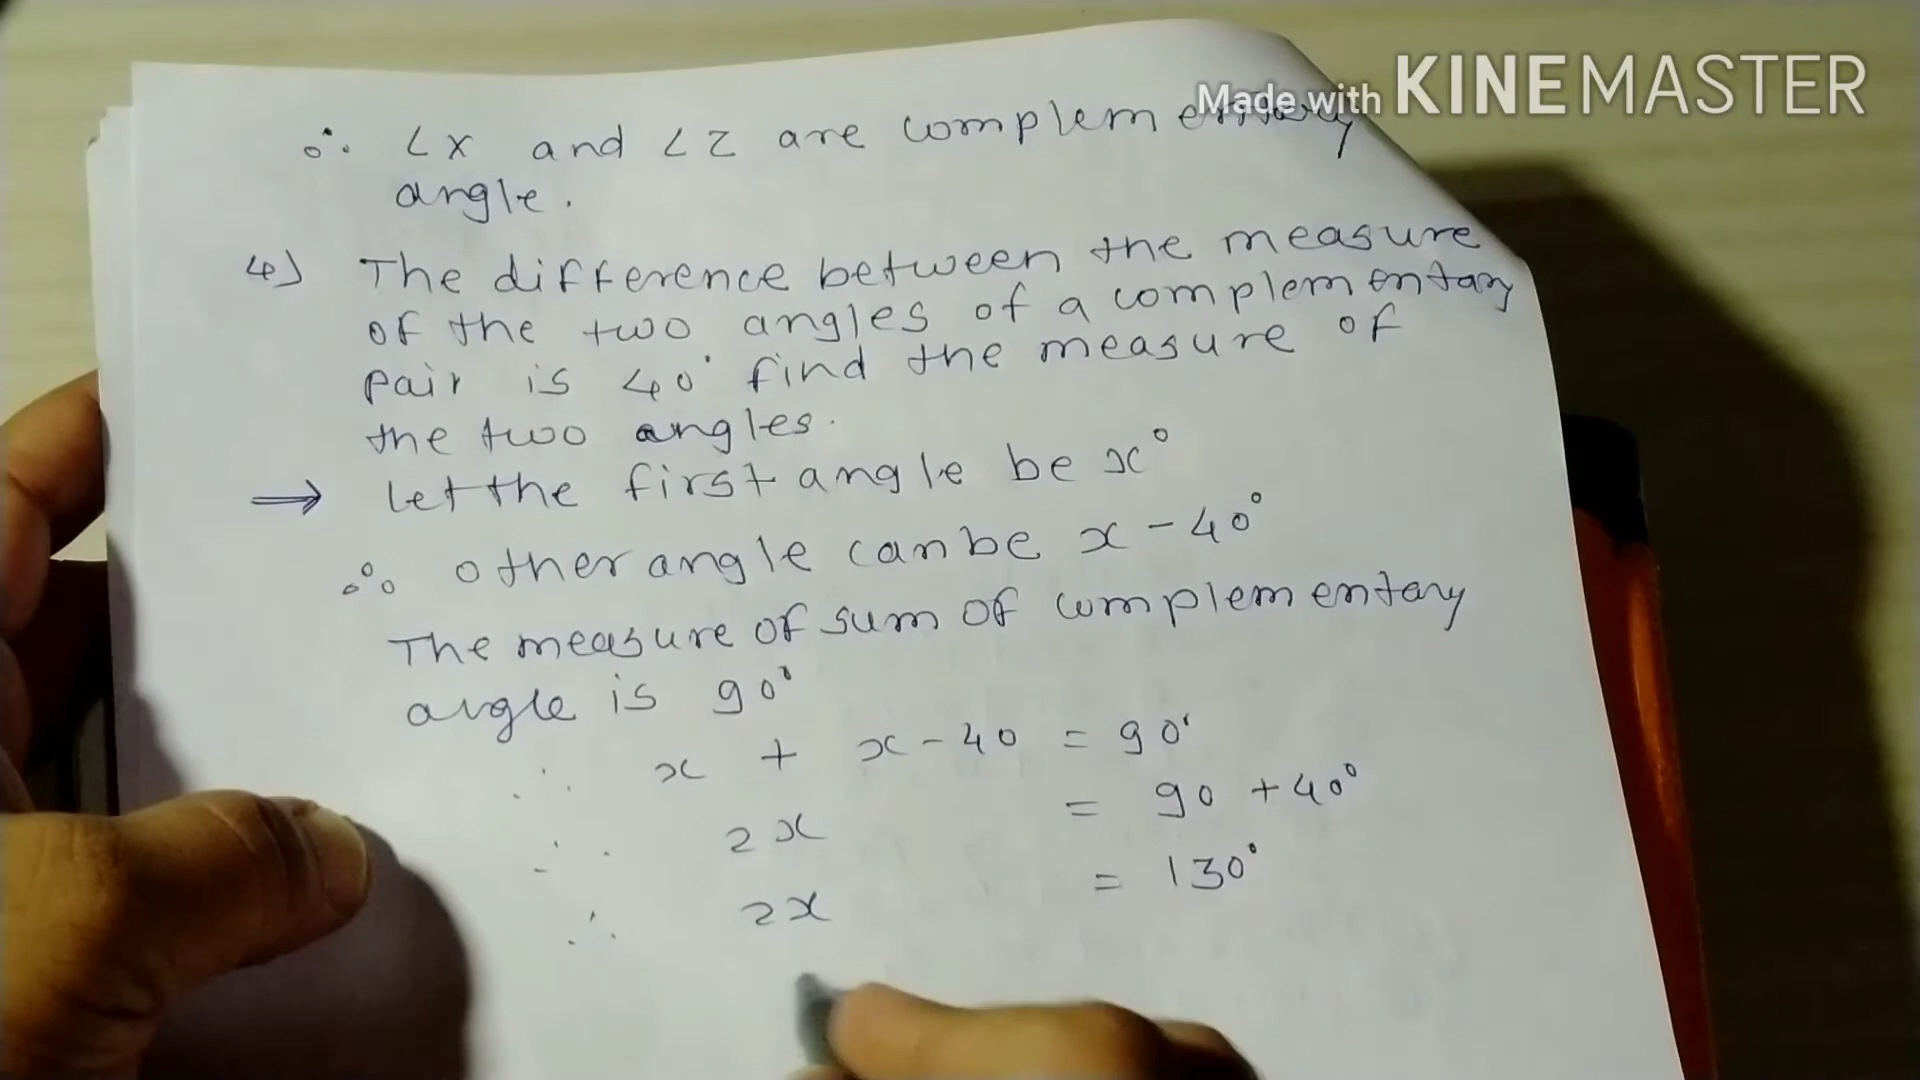 Made with KINEMASTER
∴ ∠X and ∠Z are complementary
angle.
4) The difference between the measure
of the two angles of a complementary
pair is 40° find the measure of
the two angles.
⇒ Let the first angle be x°
∴ other angle can be x - 40°
The measure of sum of complementary
angle is 90°
∴ x + x - 40 = 90°
∴ 2x = 90 + 40°
∴ 2x = 130°